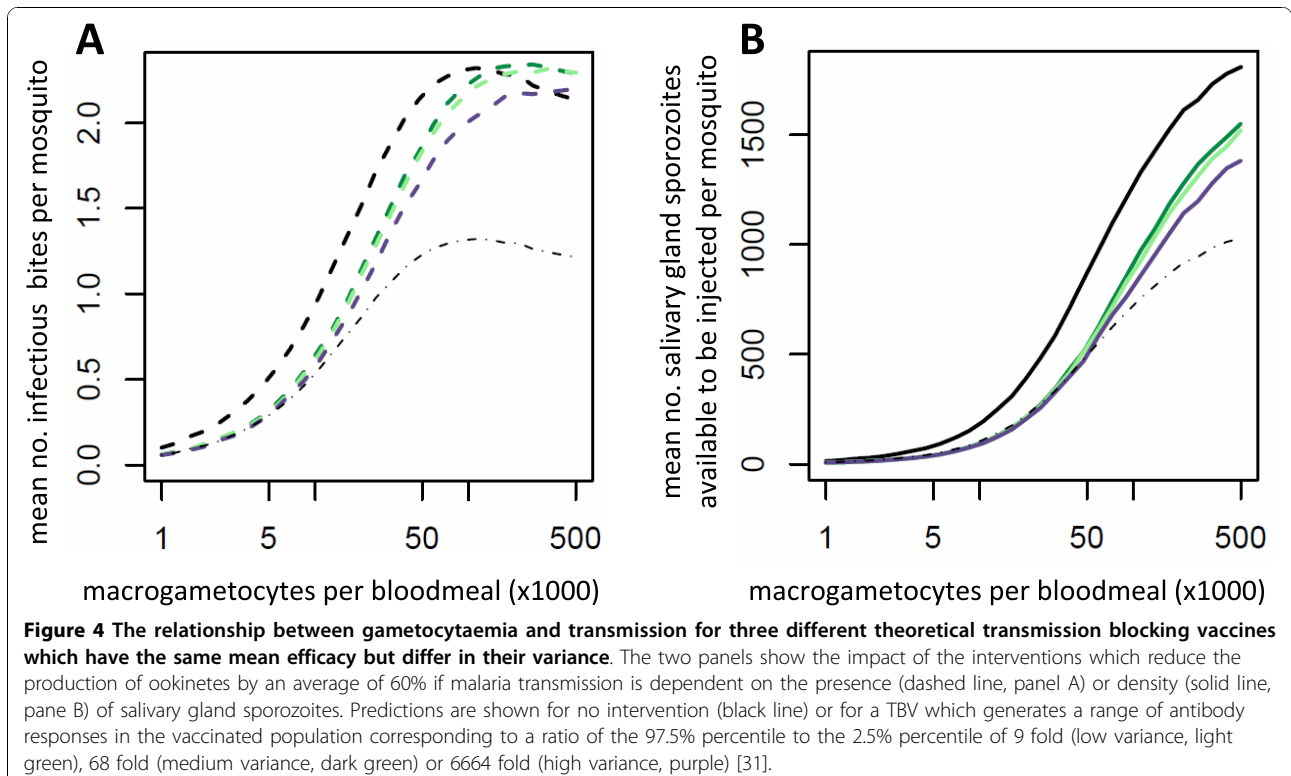 A
mean no. infectious bites per mosquito
2.0
1.5
1.0
0.5
0.0
1
5
50
500
macrogametocytes per bloodmeal (x1000)
B
mean no. salivary gland sporozoites
available to be injected per mosquito
1500
1000
500
0
1
5
50
500
macrogametocytes per bloodmeal (x1000)
Figure 4 The relationship between gametocytaemia and transmission for three different theoretical transmission blocking vaccines
which have the same mean efficacy but differ in their variance. The two panels show the impact of the interventions which reduce the
production of ookinetes by an average of 60% if malaria transmission is dependent on the presence (dashed line, panel A) or density (solid line,
pane B) of salivary gland sporozoites. Predictions are shown for no intervention (black line) or for a TBV which generates a range of antibody
responses in the vaccinated population corresponding to a ratio of the 97.5% percentile to the 2.5% percentile of 9 fold (low variance, light
green), 68 fold (medium variance, dark green) or 6664 fold (high variance, purple) [31].